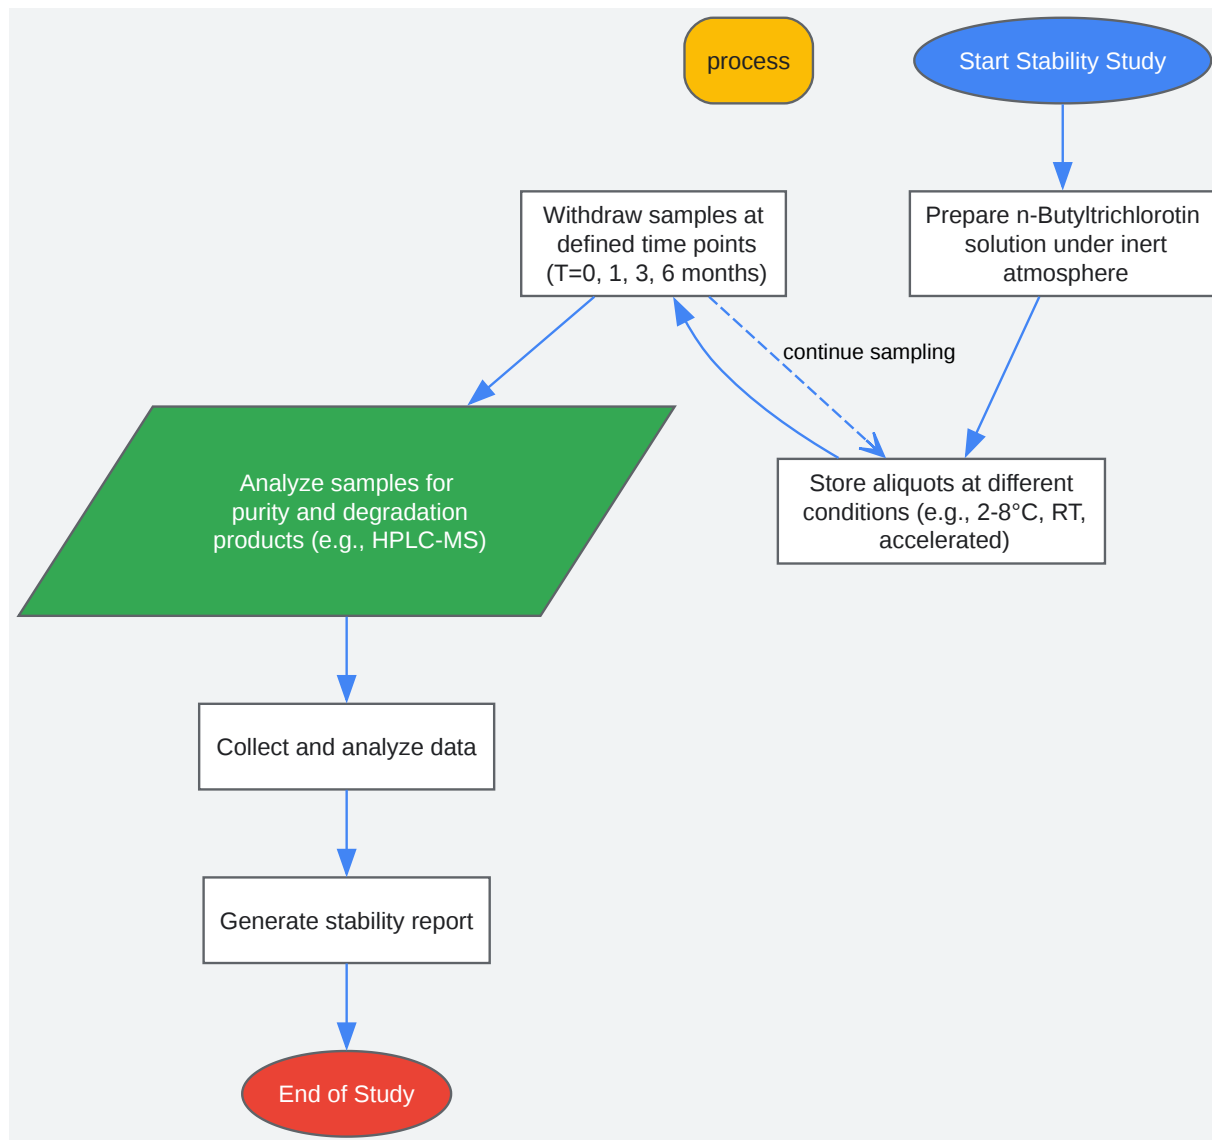 process
Start Stability Study
Withdraw samples at
defined time points
(T=0, 1, 3, 6 months)
Prepare n-Butyltrichlorotin
solution under inert
atmosphere
continue sampling
Analyze samples for
purity and degradation
products (e.g., HPLC-MS)
Store aliquots at different
conditions (e.g., 2-8°C, RT,
accelerated)
Collect and analyze data
Generate stability report
End of Study